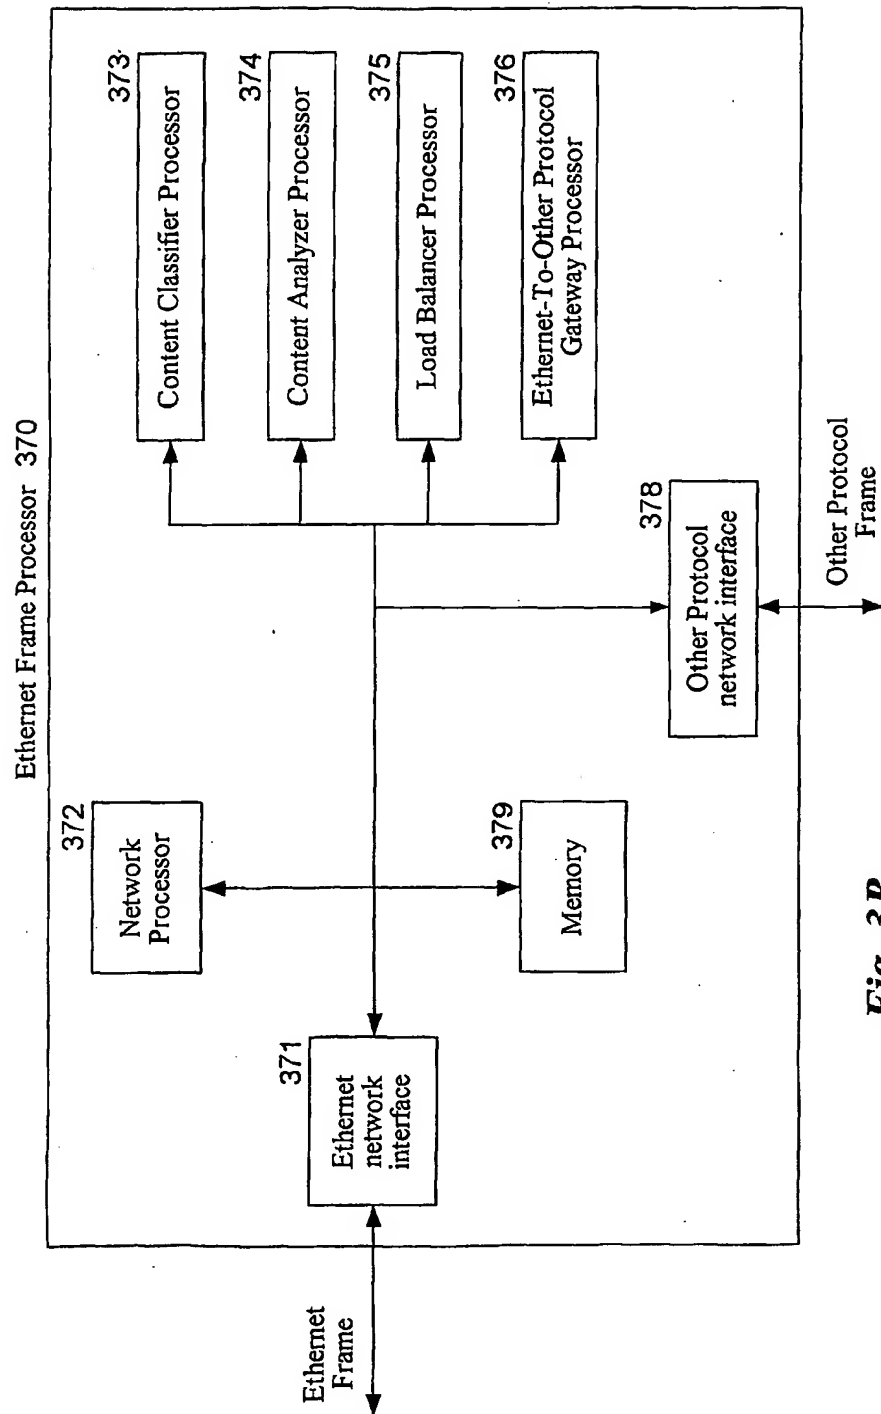 Ethernet Frame Processor 370
373
Content Classifier Processor
374
Content Analyzer Processor
375
Load Balancer Processor
376
Ethernet-To-Other Protocol
Gateway Processor
372
Network
Processor
371
Ethernet
network
interface
Ethernet
Frame
379
Memory
378
Other Protocol
network interface
Other Protocol
Frame